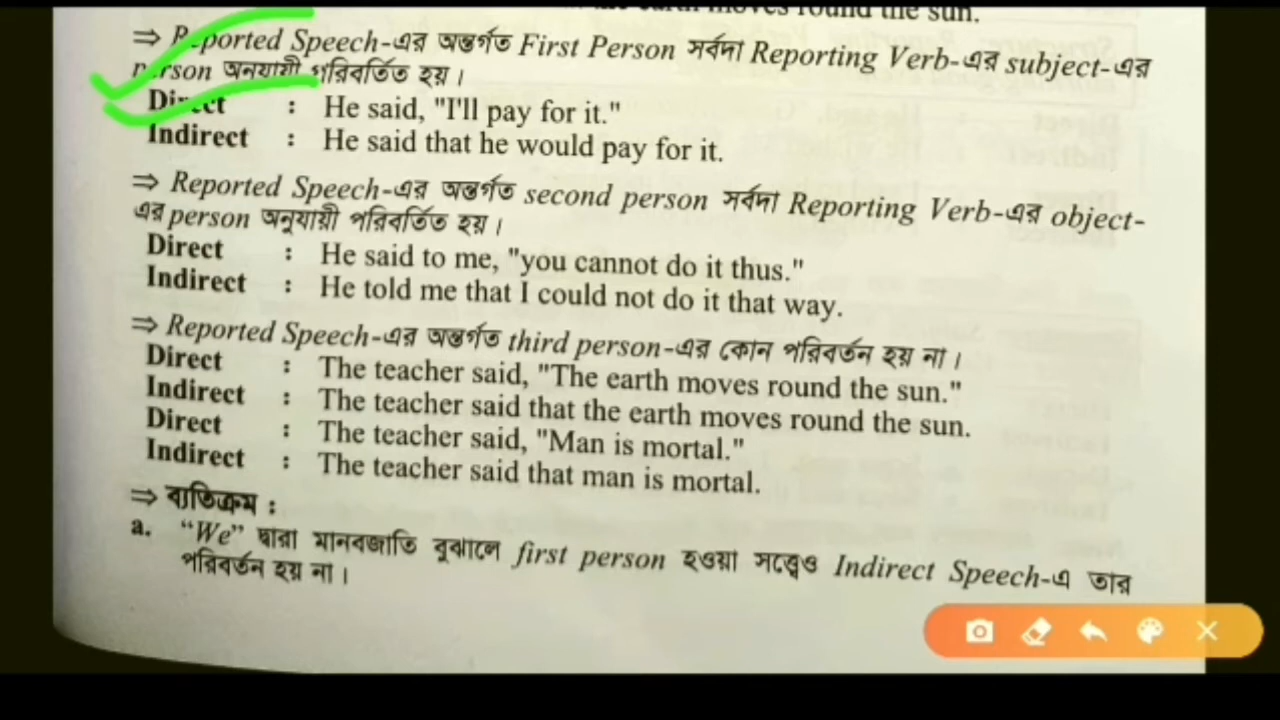 the earth moves round the sun.
⇒ Reported Speech-এর অন্তর্গত First Person সর্বদা Reporting Verb-এর subject-এর
person অনুযায়ী পরিবর্তিত হয়।
Direct : He said, "I'll pay for it."
Indirect : He said that he would pay for it.
⇒ Reported Speech-এর অন্তর্গত second person সর্বদা Reporting Verb-এর object-
এর person অনুযায়ী পরিবর্তিত হয়।
Direct : He said to me, "you cannot do it thus."
Indirect : He told me that I could not do it that way.
⇒ Reported Speech-এর অন্তর্গত third person-এর কোন পরিবর্তন হয় না।
Direct : The teacher said, "The earth moves round the sun."
Indirect : The teacher said that the earth moves round the sun.
Direct : The teacher said, "Man is mortal."
Indirect : The teacher said that man is mortal.
⇒ ব্যতিক্রম :
a. “We” দ্বারা মানবজাতি বুঝালে first person হওয়া সত্ত্বেও Indirect Speech-এ তার
পরিবর্তন হয় না।